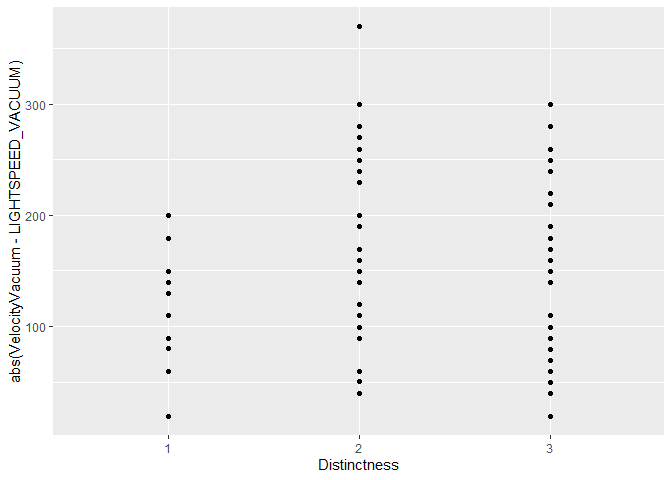 abs(VelocityVacuum - LIGHTSPEED_VACUUM)
300
200
100
1 2 3
Distinctness